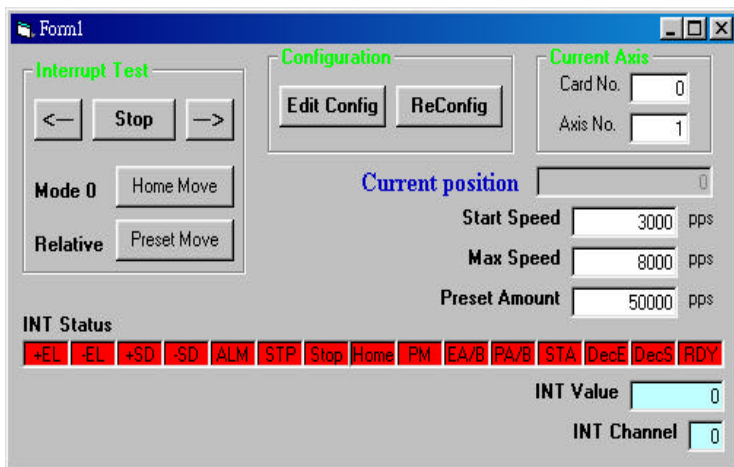 Form1
Interrupt Test
<— Stop —>
Mode 0 Home Move
Relative Preset Move
Configuration
Edit Config ReConfig
Current Axis
Card No. 0
Axis No. 1
Current position 0
Start Speed 3000 pps
Max Speed 8000 pps
Preset Amount 50000 pps
INT Status
+EL -EL +SD -SD ALM STP Stop Home PM EA/B PA/B STA DecE DecS RDY
INT Value 0
INT Channel 0